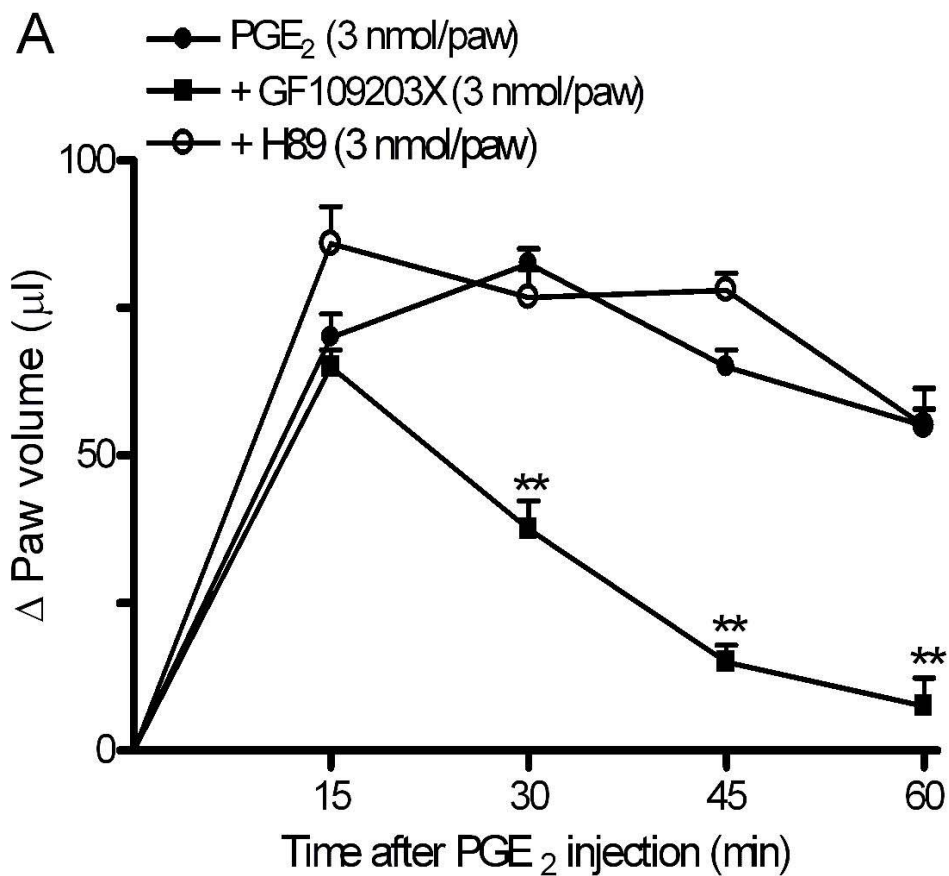 A
PGE2 (3 nmol/paw)
+ GF109203X (3 nmol/paw)
+ H89 (3 nmol/paw)
100
50
0
Δ Paw volume (µl)
**
**
**
15 30 45 60
Time after PGE2 injection (min)